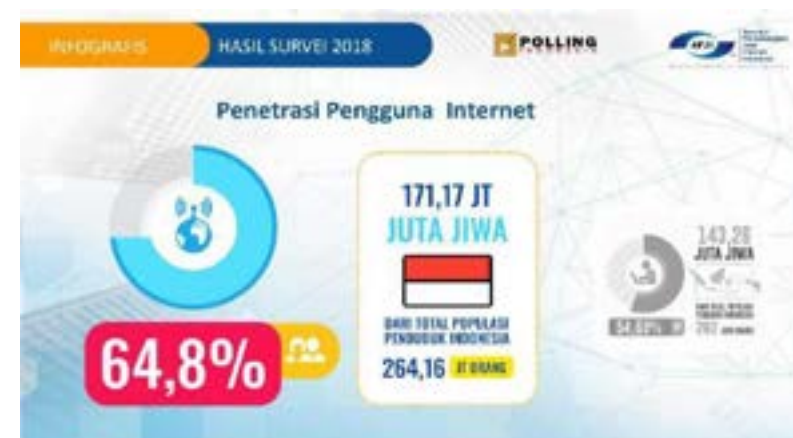 INFOGRAFIS
HASIL SURVEI 2018
POLLING
Penetrasi Pengguna Internet
64,8%
171,17 JT
JUTA JIWA
DARI TOTAL POPULASI
PENDUDUK INDONESIA
264,16 JT ORANG
143,26
JUTA JIWA
54,68%